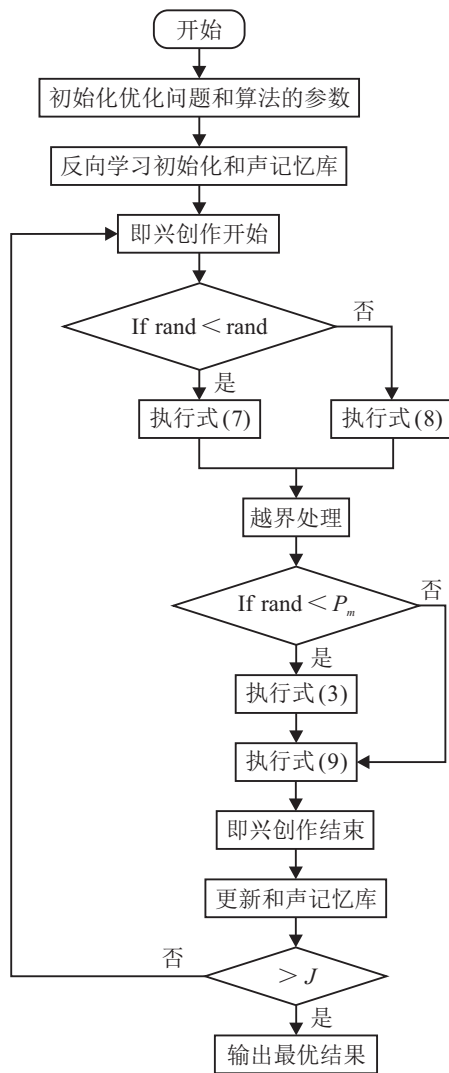 开始
初始化优化问题和算法的参数
反向学习初始化和声记忆库
即兴创作开始
If rand < rand
否
是
执行式(7)
执行式(8)
越界处理
If rand < Pm
否
是
执行式(3)
执行式(9)
即兴创作结束
更新和声记忆库
否
> J
是
输出最优结果